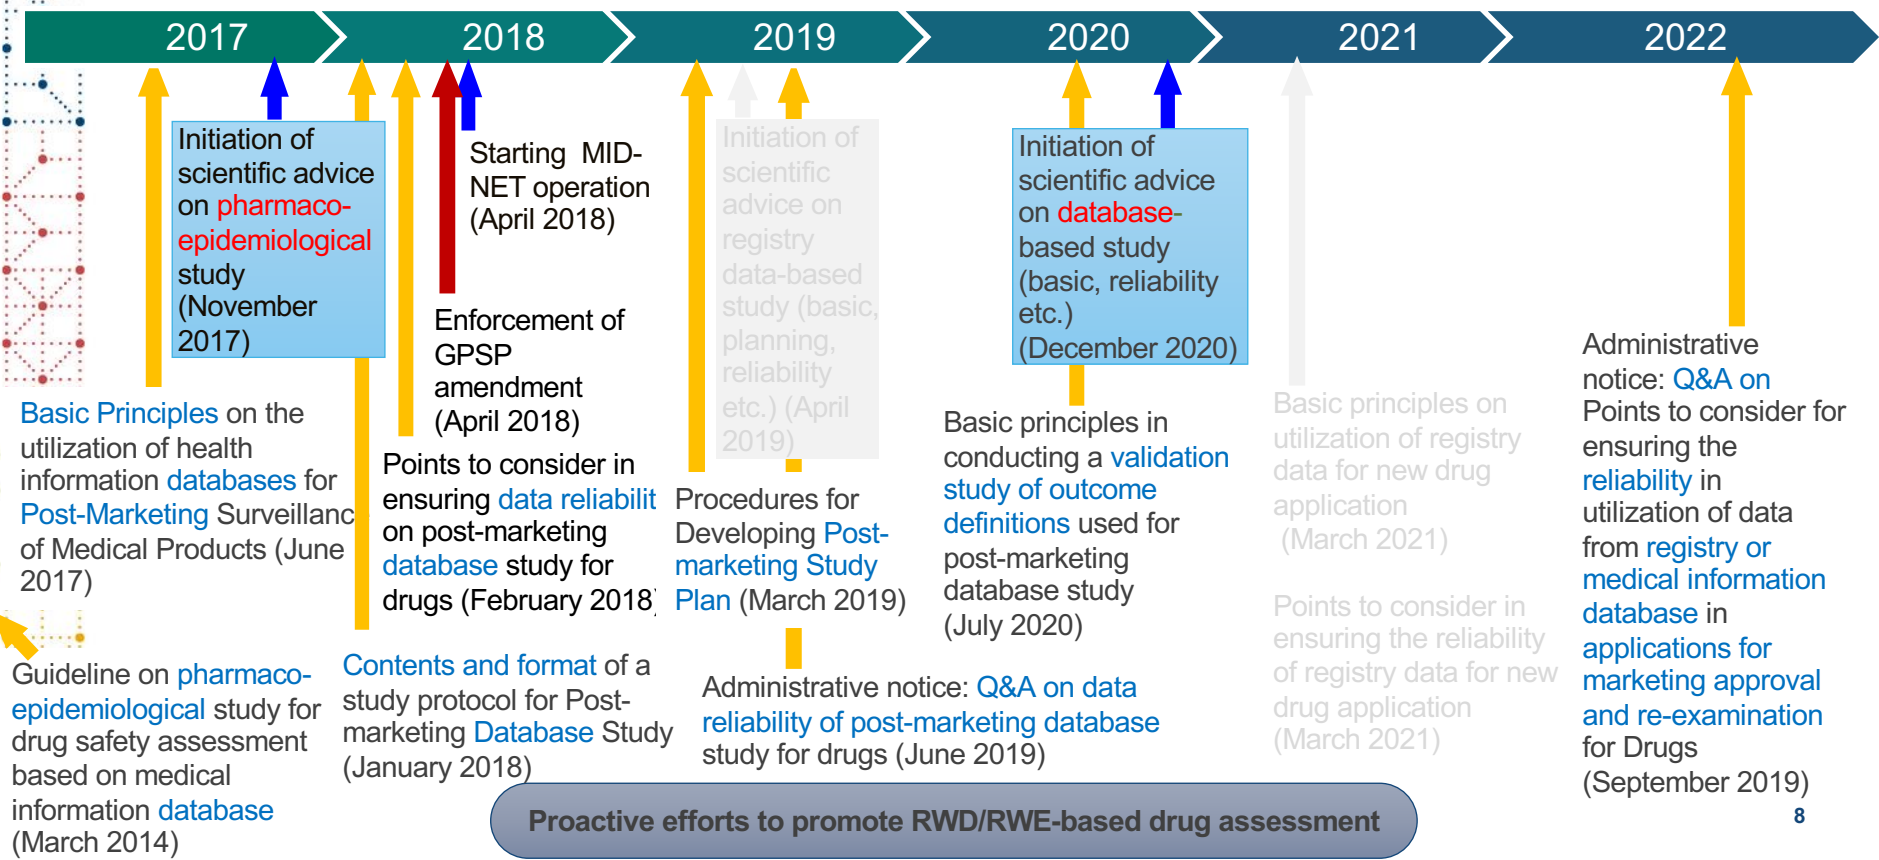 2017
2018
2019
2020
2021
2022
Initiation of
scientific advice
on pharmaco-
epidemiological
study
(November
2017)
Starting MID-
NET operation
(April 2018)
Enforcement of
GPSP
amendment
(April 2018)
Initiation of
scientific
advice on
registry
data-based
study (basic,
planning,
reliability
etc.) (April
2019)
Initiation of
scientific advice
on database-
based study
(basic, reliability
etc.)
(December 2020)
Basic Principles on the
utilization of health
information databases for
Post-Marketing Surveillanc
of Medical Products (June
2017)
Points to consider in
ensuring data reliabilit
on post-marketing
database study for
drugs (February 2018)
Procedures for
Developing Post-
marketing Study
Plan (March 2019)
Basic principles in
conducting a validation
study of outcome
definitions used for
post-marketing
database study
(July 2020)
Basic principles on
utilization of registry
data for new drug
application
(March 2021)
Points to consider in
ensuring the reliability
of registry data for new
drug application
(March 2021)
Administrative
notice: Q&A on
Points to consider for
ensuring the
reliability in
utilization of data
from registry or
medical information
database in
applications for
marketing approval
and re-examination
for Drugs
(September 2019)
Guideline on pharmaco-
epidemiological study for
drug safety assessment
based on medical
information database
(March 2014)
Contents and format of a
study protocol for Post-
marketing Database Study
(January 2018)
Administrative notice: Q&A on data
reliability of post-marketing database
study for drugs (June 2019)
Proactive efforts to promote RWD/RWE-based drug assessment
8